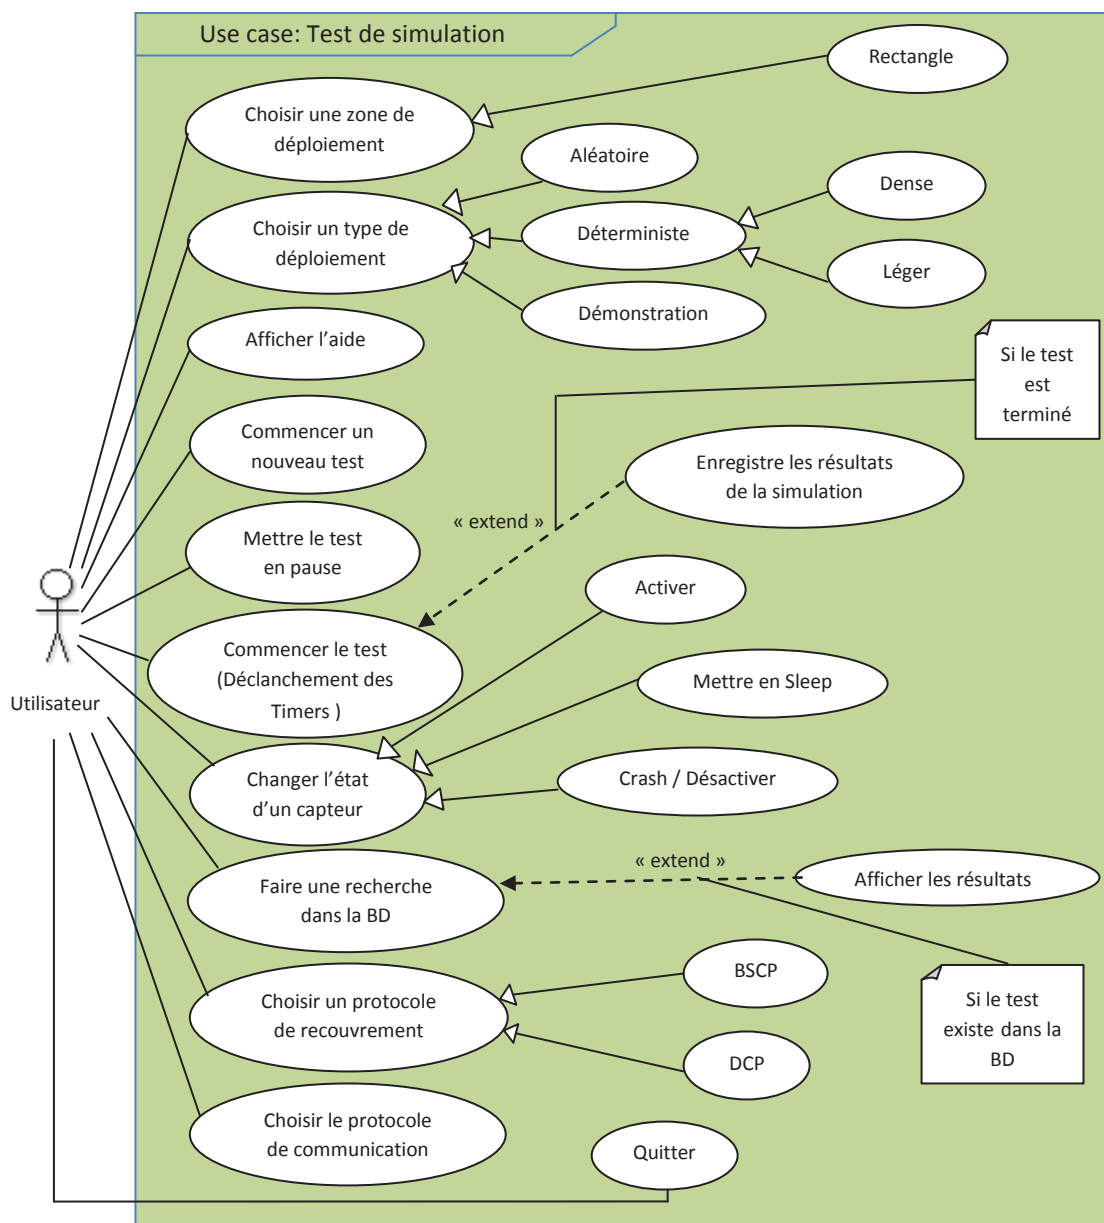 Use case: Test de simulation
Rectangle
Choisir une zone de
déploiement
Aléatoire
Dense
Choisir un type de
déploiement
Déterministe
Léger
Démonstration
Afficher l’aide
Si le test
est
terminé
Commencer un
nouveau test
Enregistre les résultats
de la simulation
« extend »
Mettre le test
en pause
Activer
Commencer le test
(Déclanchement des
Timers )
Mettre en Sleep
Utilisateur
Changer l’état
d’un capteur
Crash / Désactiver
« extend »
Faire une recherche
dans la BD
Afficher les résultats
BSCP
Choisir un protocole
de recouvrement
Si le test
existe dans la
BD
DCP
Choisir le protocole
de communication
Quitter